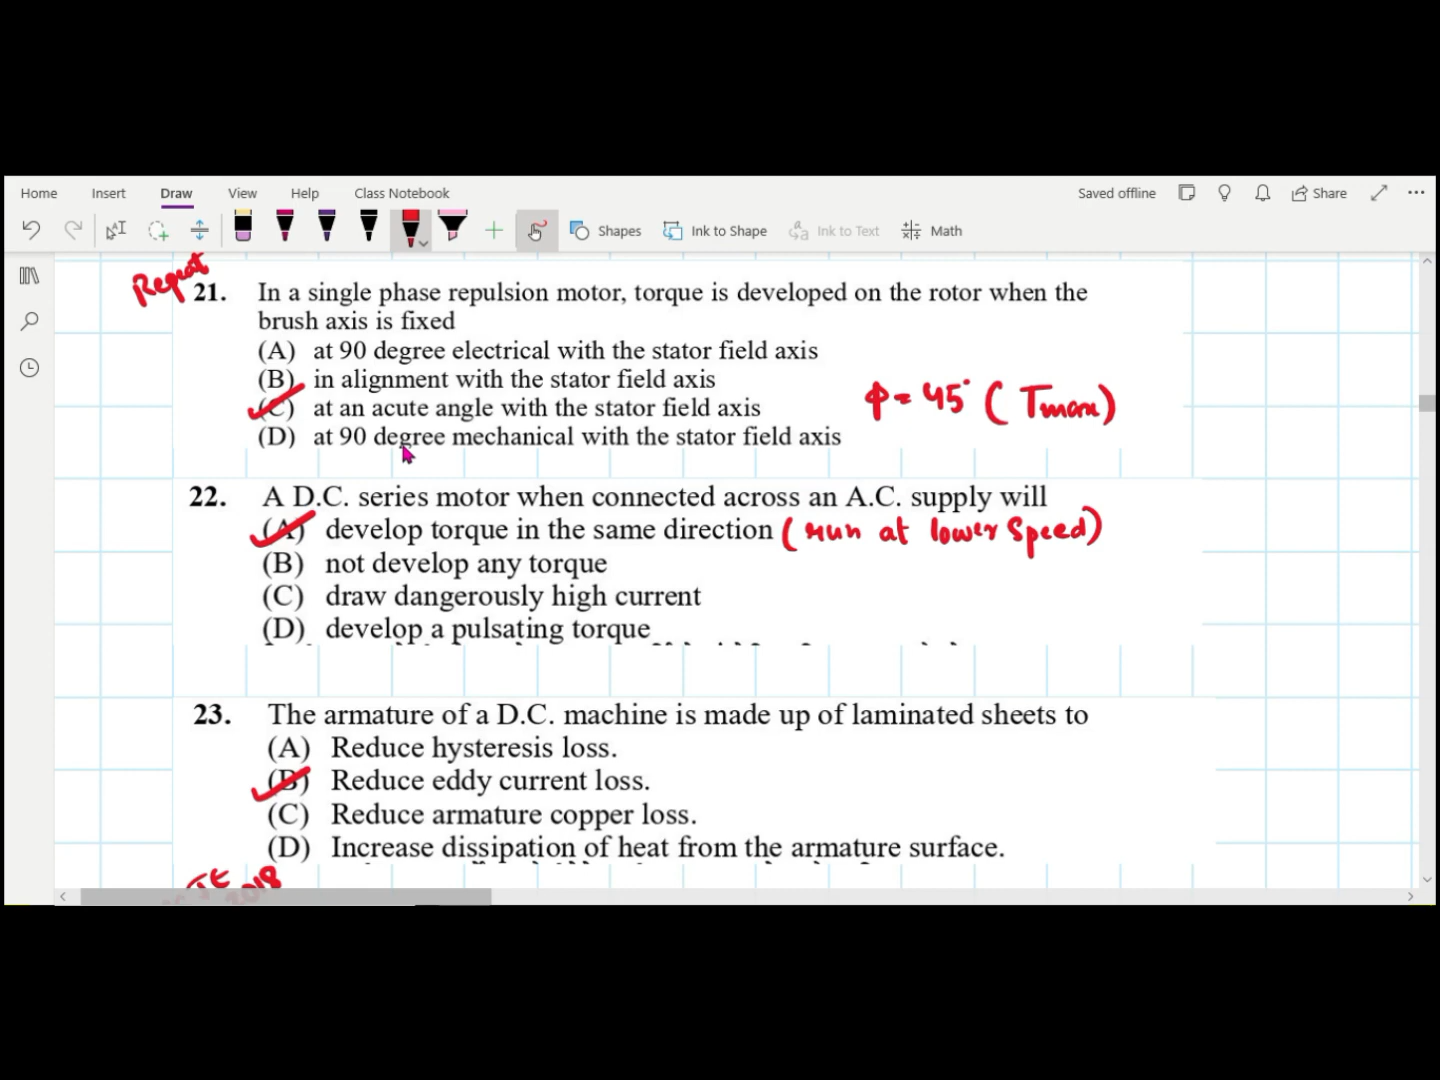 Home Insert Draw View Help Class Notebook Saved offline Share
Shapes Ink to Shape Ink to Text Math
Repeat
21. In a single phase repulsion motor, torque is developed on the rotor when the
brush axis is fixed
(A) at 90 degree electrical with the stator field axis
(B) in alignment with the stator field axis
(C) at an acute angle with the stator field axis
ϕ = 45° (Tmax)
(D) at 90 degree mechanical with the stator field axis
22. A D.C. series motor when connected across an A.C. supply will
(A) develop torque in the same direction (run at lower speed)
(B) not develop any torque
(C) draw dangerously high current
(D) develop a pulsating torque
23. The armature of a D.C. machine is made up of laminated sheets to
(A) Reduce hysteresis loss.
(B) Reduce eddy current loss.
(C) Reduce armature copper loss.
(D) Increase dissipation of heat from the armature surface.
2018